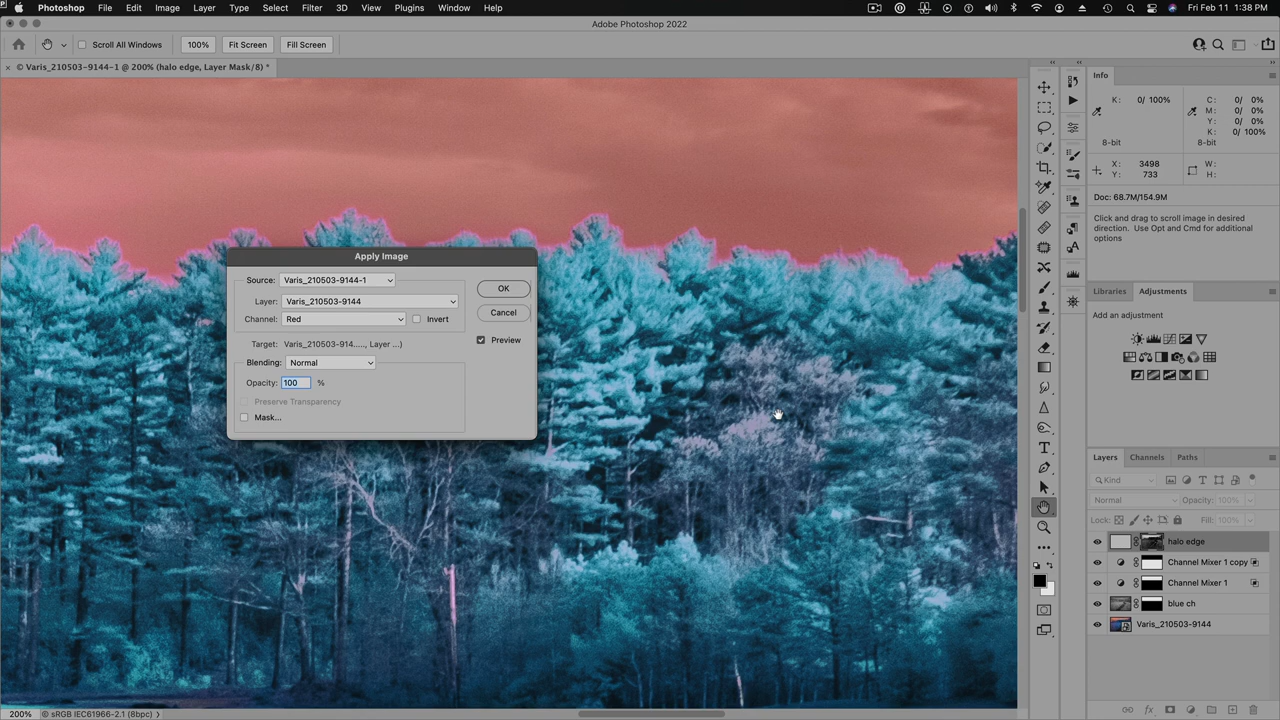 Photoshop File Edit Image Layer Type Select Filter 3D View Plugins Window Help Fri Feb 11 1:38 PM
Adobe Photoshop 2022
Scroll All Windows 100% Fit Screen Fill Screen
× © Varis_210503-9144-1 @ 200% (halo edge, Layer Mask/8) *
Info
K: 0/ 100% C: 0/ 0%
M: 0/ 0%
Y: 0/ 0%
K: 0/ 100%
8-bit 8-bit
X: 3498 W:
Y: 733 H:
Doc: 68.7M/154.9M
Click and drag to scroll image in desired
direction. Use Opt and Cmd for additional
options
Apply Image
Source: Varis_210503-9144-1
Layer: Varis_210503-9144
Channel: Red Invert
Target: Varis_210503-914....., Layer ...)
Blending: Normal
Opacity: 100 %
Preserve Transparency
Mask...
OK
Cancel
Preview
Libraries Adjustments
Add an adjustment
Layers Channels Paths
Kind
Normal Opacity: 100%
Lock: Fill: 100%
halo edge
Channel Mixer 1 copy
Channel Mixer 1
blue ch
Varis_210503-9144
200% © sRGB IEC61966-2.1 (8bpc)